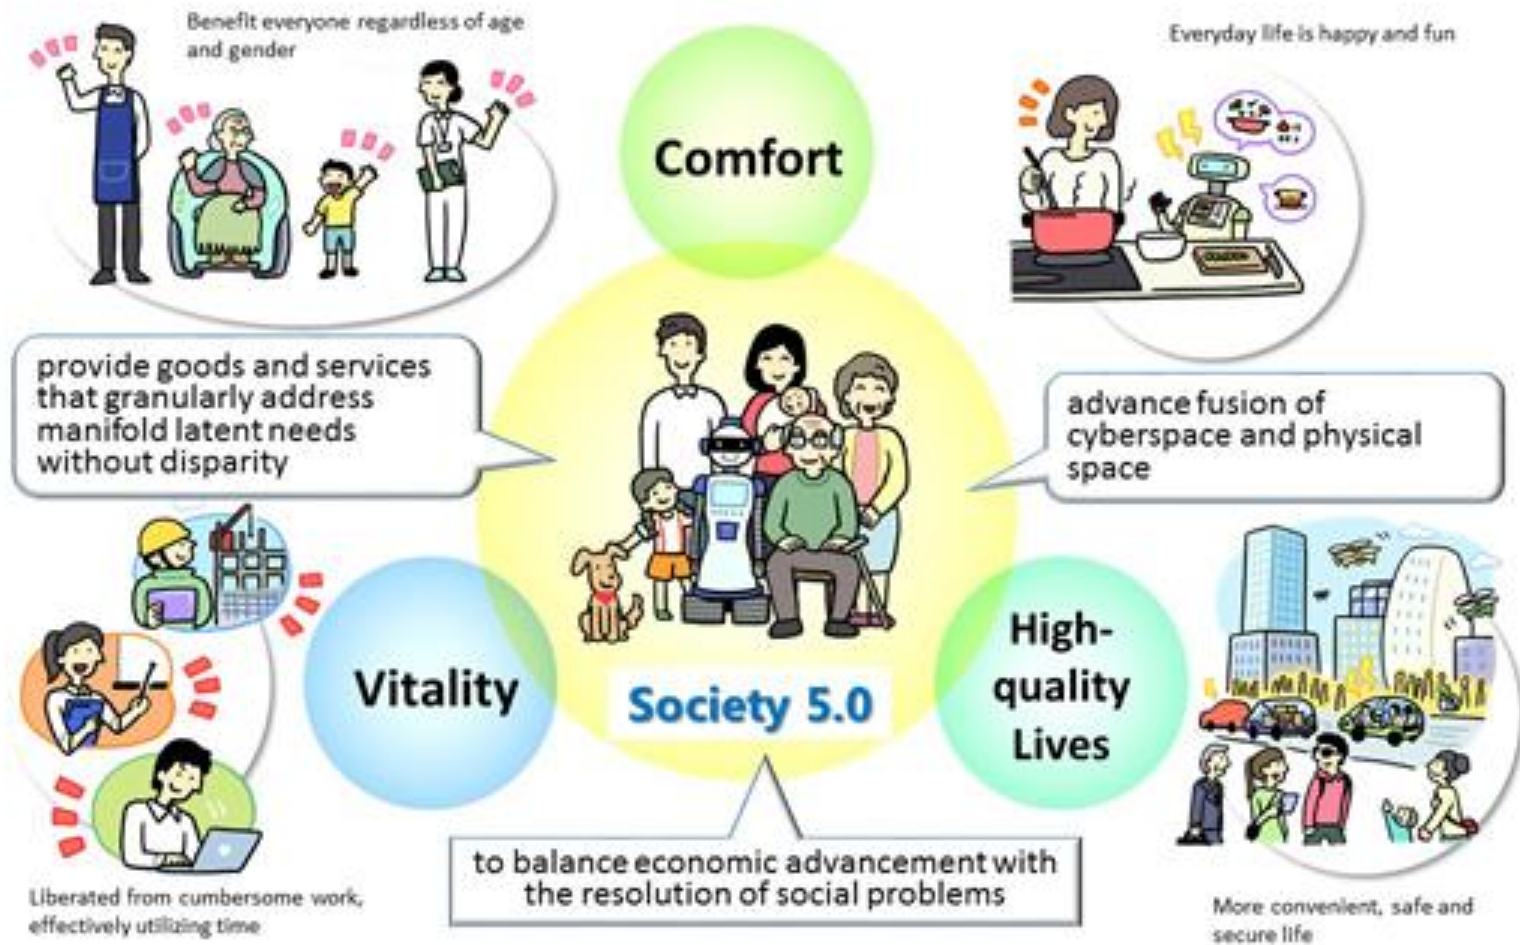 Benefit everyone regardless of age
and gender
Everyday life is happy and fun
Comfort
provide goods and services
that granularly address
manifold latent needs
without disparity
advance fusion of
cyberspace and physical
space
Vitality
Society 5.0
High-
quality
Lives
to balance economic advancement with
the resolution of social problems
Liberated from cumbersome work,
effectively utilizing time
More convenient, safe and
secure life